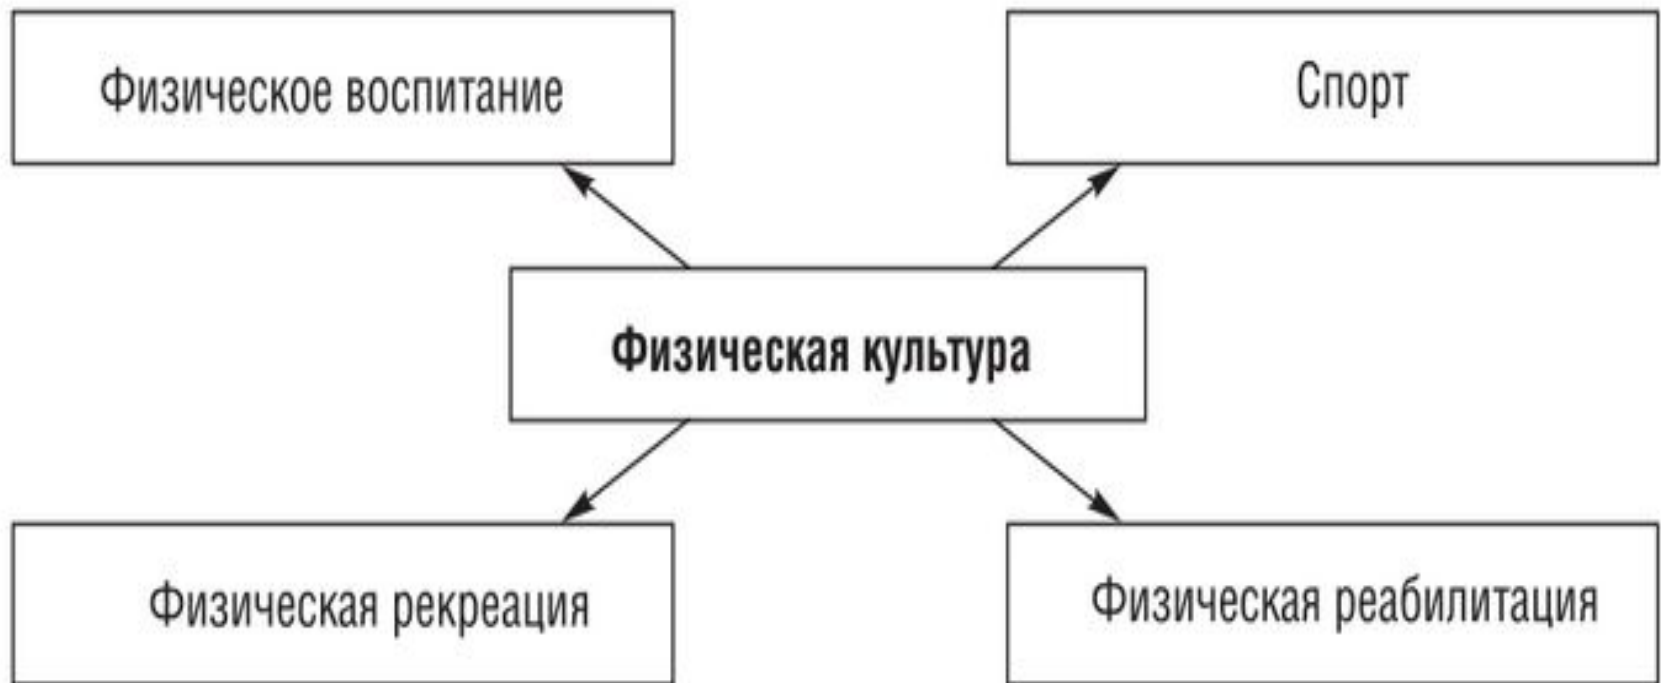 Физическое воспитание
Спорт
Физическая культура
Физическая рекреация
Физическая реабилитация